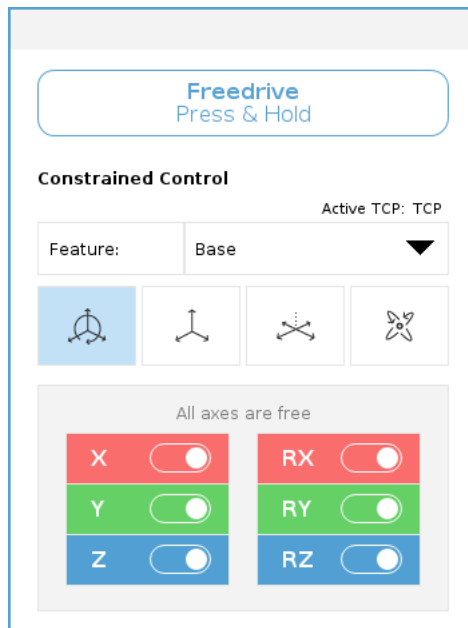 Freedrive
Press & Hold
Constrained Control
Active TCP: TCP
Feature: Base
All axes are free
X RX
Y RY
Z RZ